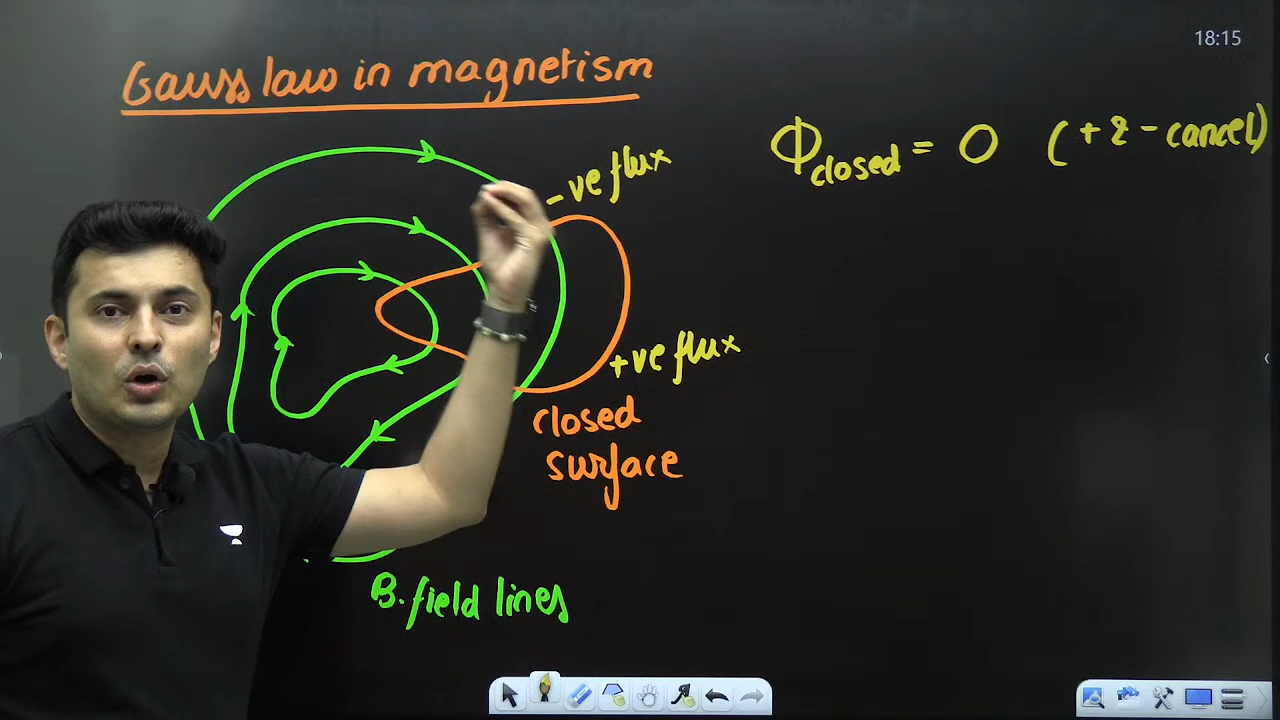 18:15
Gauss law in magnetism
Φclosed = 0 (+ & - cancel)
-ve flux
+ve flux
closed
surface
B. field lines